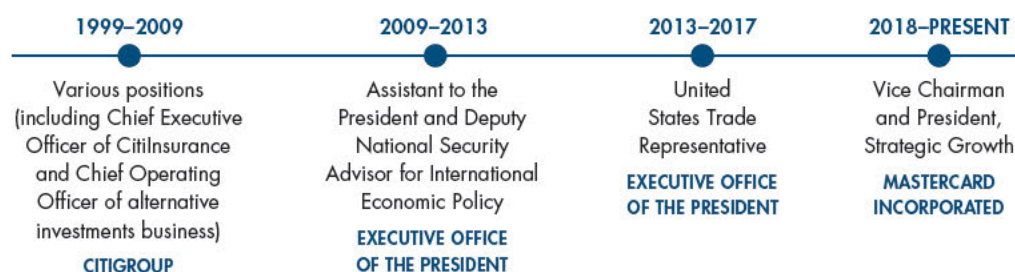 1999–2009
Various positions
(including Chief Executive
Officer of CitiInsurance
and Chief Operating
Officer of alternative
investments business)
CITIGROUP
2009–2013
Assistant to the
President and Deputy
National Security
Advisor for International
Economic Policy
EXECUTIVE OFFICE
OF THE PRESIDENT
2013–2017
United
States Trade
Representative
EXECUTIVE OFFICE
OF THE PRESIDENT
2018–PRESENT
Vice Chairman
and President,
Strategic Growth
MASTERCARD
INCORPORATED